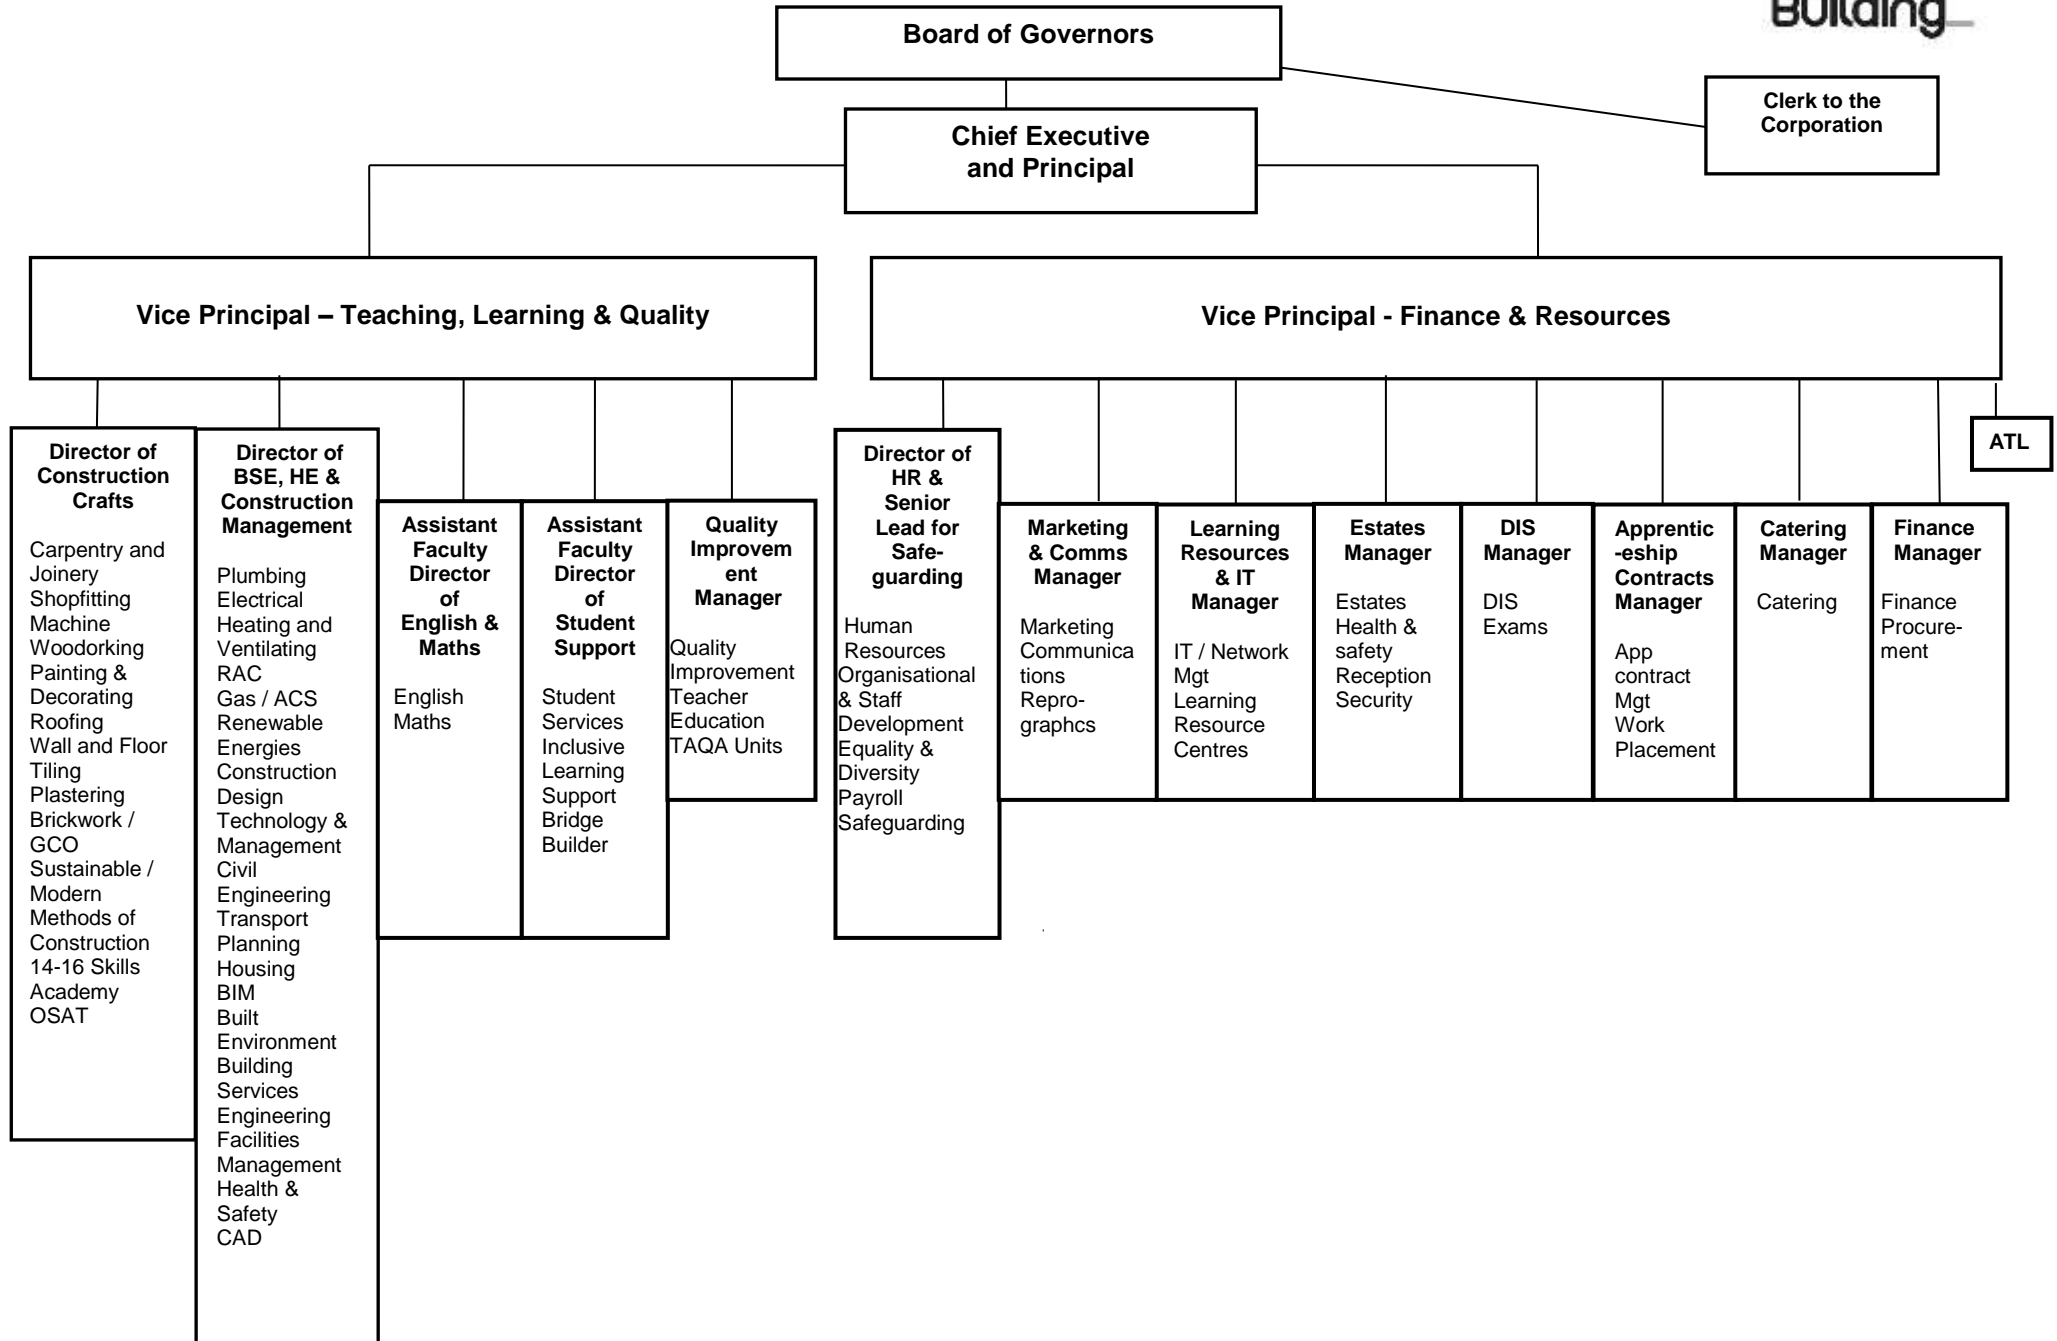 Building_
Board of Governors
Clerk to the
Corporation
Chief Executive
and Principal
Vice Principal – Teaching, Learning & Quality
Vice Principal - Finance & Resources
Director of
Construction
Crafts
Carpentry and
Joinery
Shopfitting
Machine
Woodorking
Painting &
Decorating
Roofing
Wall and Floor
Tiling
Plastering
Brickwork /
GCO
Sustainable /
Modern
Methods of
Construction
14-16 Skills
Academy
OSAT
Director of
BSE, HE &
Construction
Management
Plumbing
Electrical
Heating and
Ventilating
RAC
Gas / ACS
Renewable
Energies
Construction
Design
Technology &
Management
Civil
Engineering
Transport
Planning
Housing
BIM
Built
Environment
Building
Services
Engineering
Facilities
Management
Health &
Safety
CAD
Assistant
Faculty
Director
of
English &
Maths
English
Maths
Assistant
Faculty
Director
of
Student
Support
Student
Services
Inclusive
Learning
Support
Bridge
Builder
Quality
Improvem
ent
Manager
Quality
Improvement
Teacher
Education
TAQA Units
Director of
HR &
Senior
Lead for
Safe-
guarding
Human
Resources
Organisational
& Staff
Development
Equality &
Diversity
Payroll
Safeguarding
Marketing
& Comms
Manager
Marketing
Communica
tions
Repro-
graphcs
Learning
Resources
& IT
Manager
IT / Network
Mgt
Learning
Resource
Centres
Estates
Manager
Estates
Health &
safety
Reception
Security
DIS
Manager
DIS
Exams
Apprentic
-eship
Contracts
Manager
App
contract
Mgt
Work
Placement
Catering
Manager
Catering
Finance
Manager
Finance
Procure-
ment
ATL